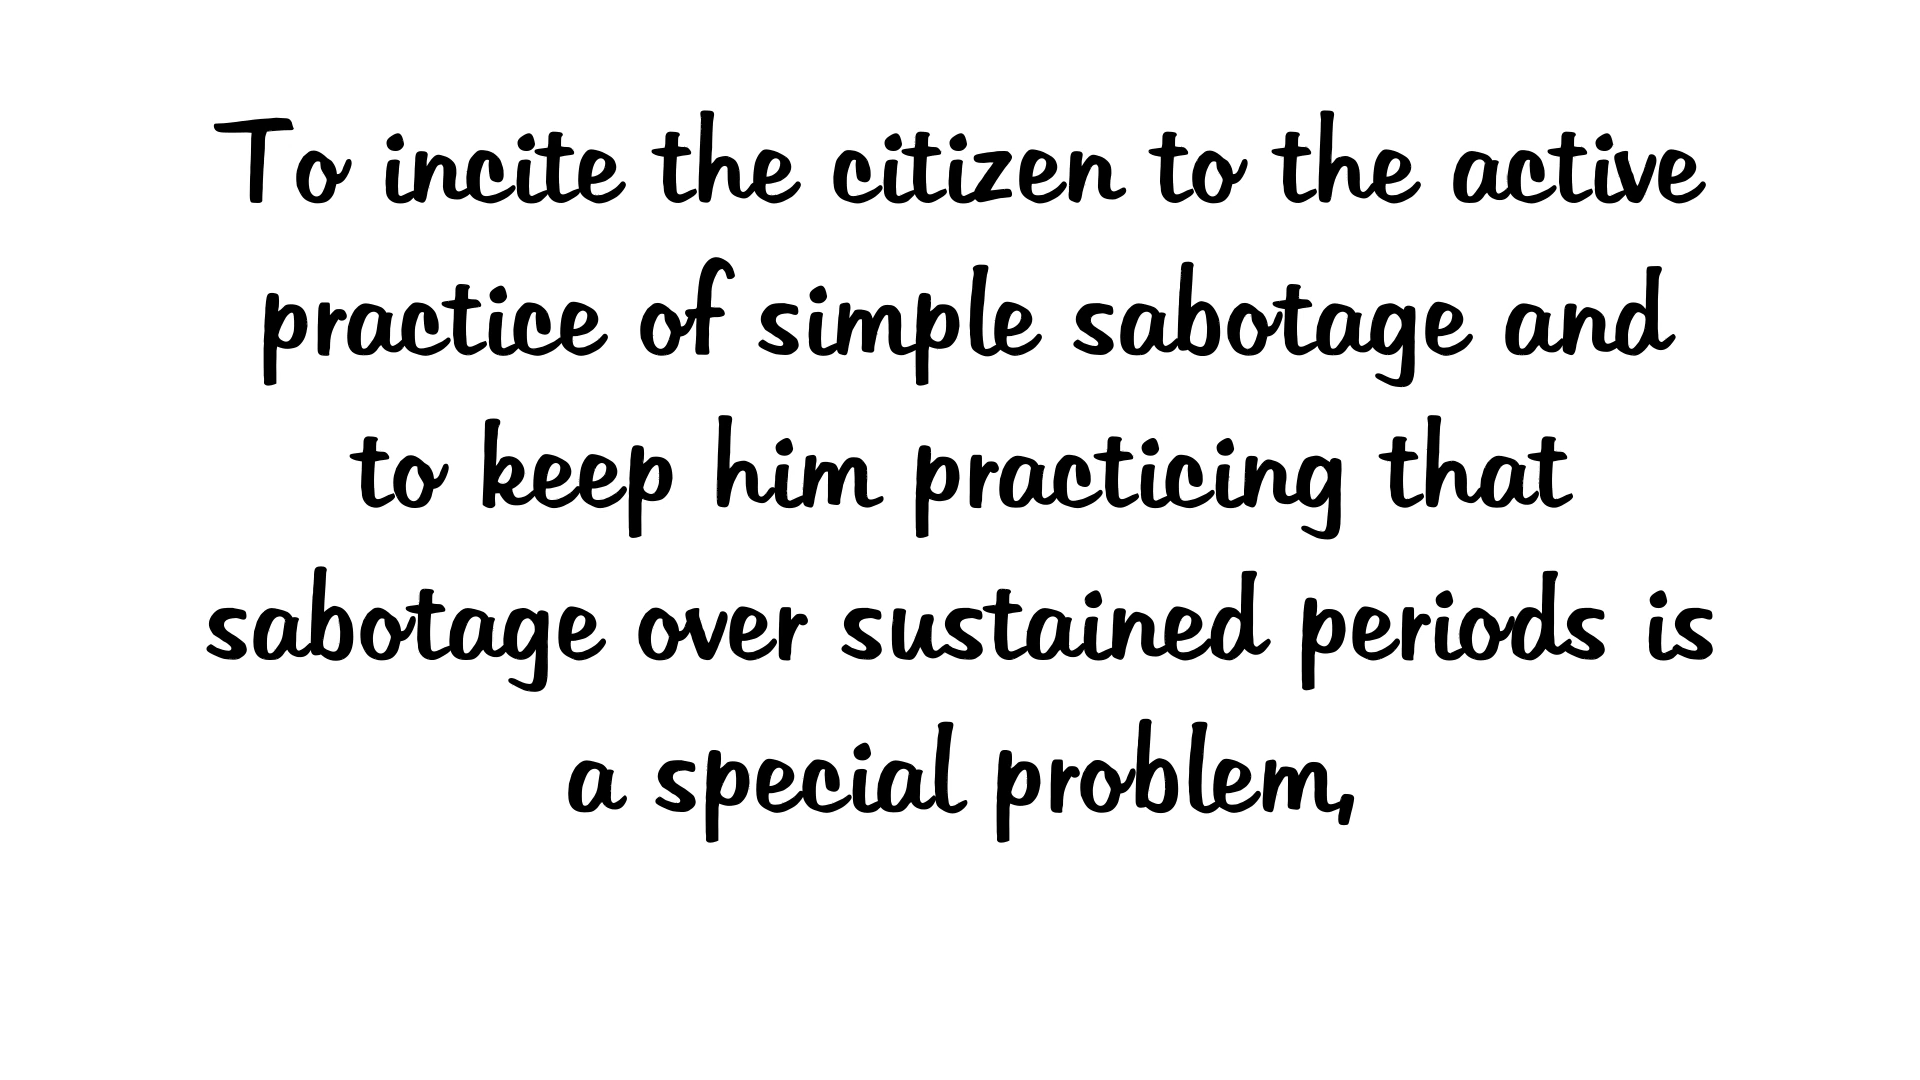 To incite the citizen to the active
practice of simple sabotage and
to keep him practicing that
sabotage over sustained periods is
a special problem,